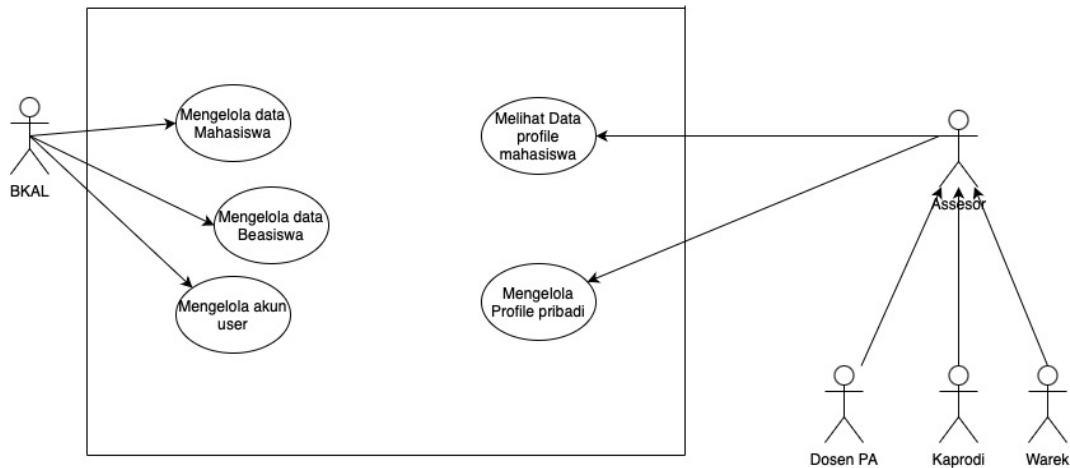 Mengelola data
Mahasiswa
Melihat Data
profile
mahasiswa
BKAL
Assesor
Mengelola data
Beasiswa
Mengelola akun
user
Mengelola
Profile pribadi
Dosen PA
Kaprodi
Warek